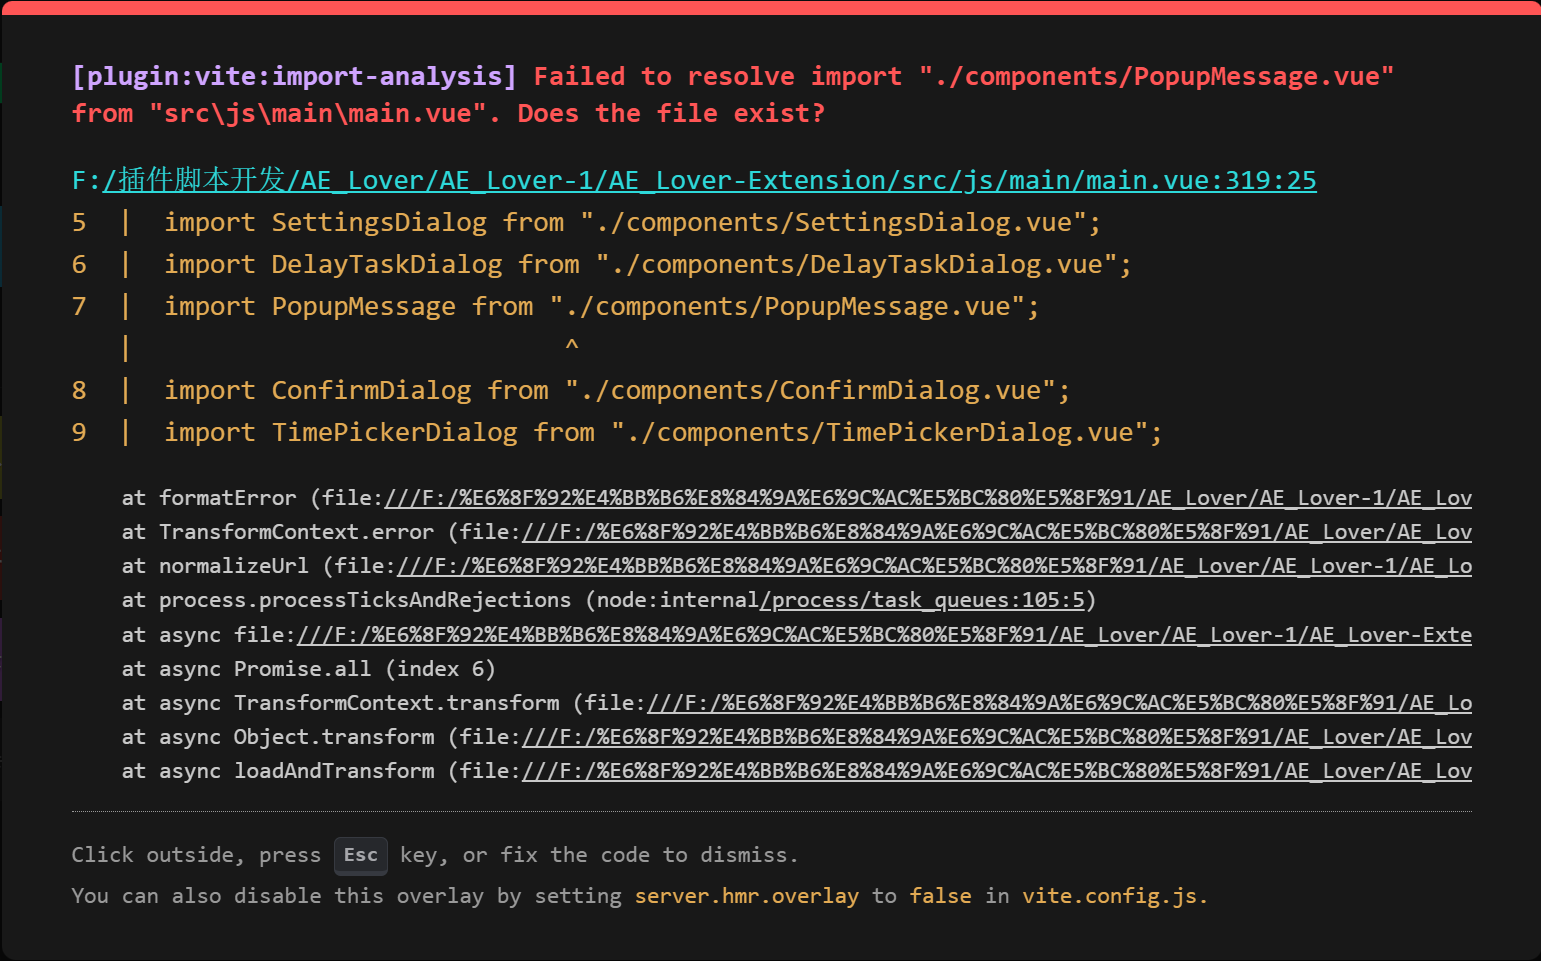 [plugin:vite:import-analysis] Failed to resolve import "./components/PopupMessage.vue"
from "src\js\main\main.vue". Does the file exist?
F:/插件脚本开发/AE_Lover/AE_Lover-1/AE_Lover-Extension/src/js/main/main.vue:319:25
5  |  import SettingsDialog from "./components/SettingsDialog.vue";
6  |  import DelayTaskDialog from "./components/DelayTaskDialog.vue";
7  |  import PopupMessage from "./components/PopupMessage.vue";
   |                            ^
8  |  import ConfirmDialog from "./components/ConfirmDialog.vue";
9  |  import TimePickerDialog from "./components/TimePickerDialog.vue";
at formatError (file:///F:/%E6%8F%92%E4%BB%B6%E8%84%9A%E6%9C%AC%E5%BC%80%E5%8F%91/AE_Lover/AE_Lover-1/AE_Lov
at TransformContext.error (file:///F:/%E6%8F%92%E4%BB%B6%E8%84%9A%E6%9C%AC%E5%BC%80%E5%8F%91/AE_Lover/AE_Lov
at normalizeUrl (file:///F:/%E6%8F%92%E4%BB%B6%E8%84%9A%E6%9C%AC%E5%BC%80%E5%8F%91/AE_Lover/AE_Lover-1/AE_Lo
at process.processTicksAndRejections (node:internal/process/task_queues:105:5)
at async file:///F:/%E6%8F%92%E4%BB%B6%E8%84%9A%E6%9C%AC%E5%BC%80%E5%8F%91/AE_Lover/AE_Lover-1/AE_Lover-Exte
at async Promise.all (index 6)
at async TransformContext.transform (file:///F:/%E6%8F%92%E4%BB%B6%E8%84%9A%E6%9C%AC%E5%BC%80%E5%8F%91/AE_Lo
at async Object.transform (file:///F:/%E6%8F%92%E4%BB%B6%E8%84%9A%E6%9C%AC%E5%BC%80%E5%8F%91/AE_Lover/AE_Lov
at async loadAndTransform (file:///F:/%E6%8F%92%E4%BB%B6%E8%84%9A%E6%9C%AC%E5%BC%80%E5%8F%91/AE_Lover/AE_Lov
Click outside, press Esc key, or fix the code to dismiss.
You can also disable this overlay by setting server.hmr.overlay to false in vite.config.js.